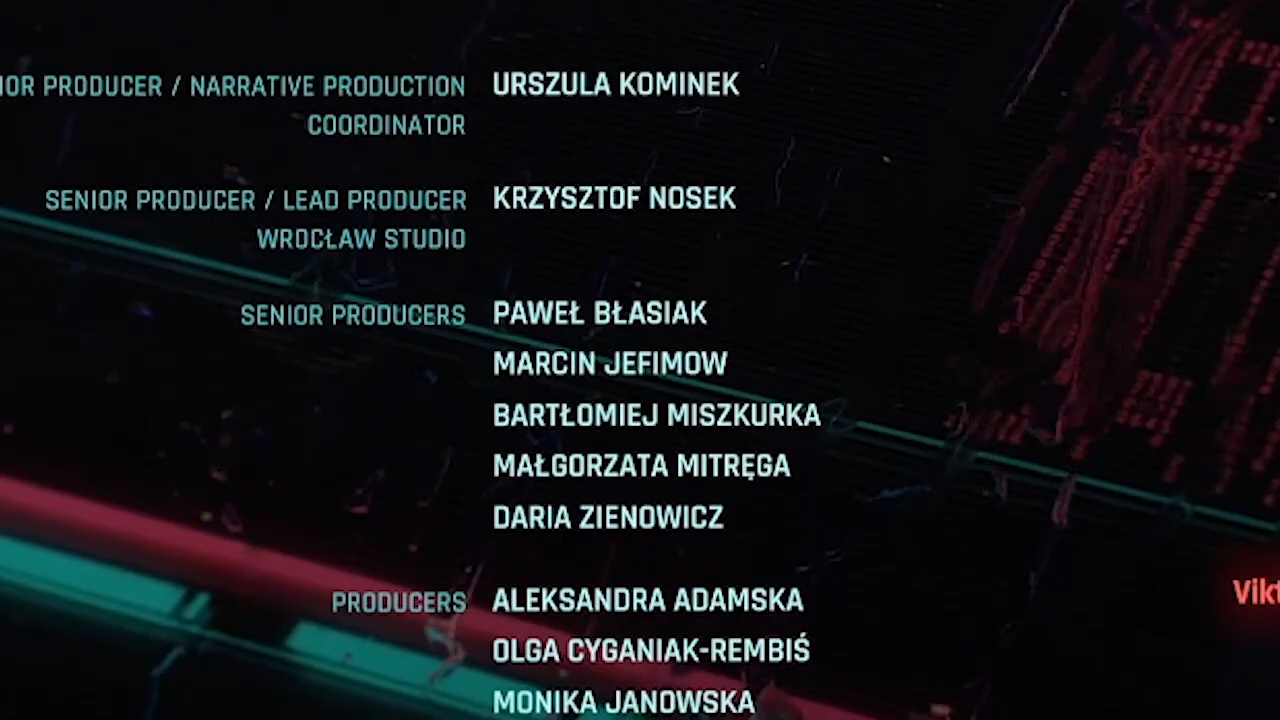 IOR PRODUCER / NARRATIVE PRODUCTION URSZULA KOMINEK
COORDINATOR
SENIOR PRODUCER / LEAD PRODUCER KRZYSZTOF NOSEK
WROCŁAW STUDIO
SENIOR PRODUCERS PAWEŁ BŁASIAK
MARCIN JEFIMOW
BARTŁOMIEJ MISZKURKA
MAŁGORZATA MITRĘGA
DARIA ZIENOWICZ
Vikt
PRODUCERS ALEKSANDRA ADAMSKA
OLGA CYGANIAK-REMBIŚ
MONIKA JANOWSKA